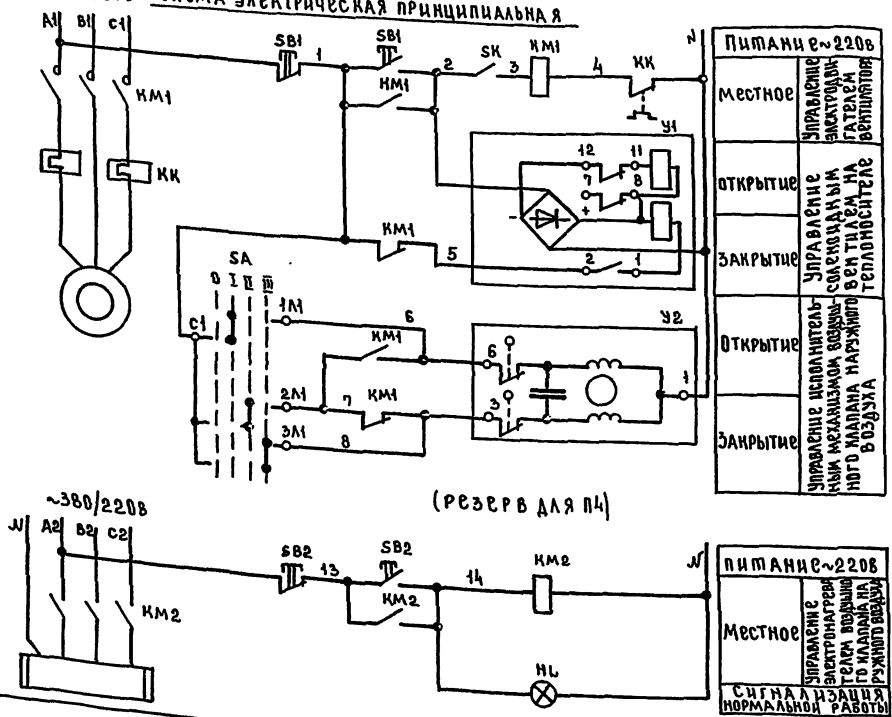 СХЕМА ЭЛЕКТРИЧЕСКАЯ ПРИНЦИПИАЛЬНАЯ
A1 B1 C1
SB1 1 SB1 2 SK 3 KM1 4 KK N
KM1
KM1
KK
У1
12 11
7 8
+
-
2 1
KM1 5
SA
0 I II III
C1
1Л1 6
KM1
2Л1 7 KM1
3Л1 8
У2
6
3
1
ПИТАНИЕ~220В
МЕСТНОЕ
УПРАВЛЕНИЕ ЭЛЕКТРОДВИГАТЕЛЕМ ВЕНТИЛЯТОРА
ОТКРЫТИЕ
ЗАКРЫТИЕ
УПРАВЛЕНИЕ СОЛЕНОИДНЫМ ВЕНТИЛЕМ НА ТЕПЛОНОСИТЕЛЕ
ОТКРЫТИЕ
ЗАКРЫТИЕ
УПРАВЛЕНИЕ ИСПОЛНИТЕЛЬНЫМ МЕХАНИЗМОМ ВОЗДУШНОГО КЛАПАНА НАРУЖНОГО ВОЗДУХА
(РЕЗЕРВ ДЛЯ П4)
~380/220В
N A2 B2 C2
KM2
SB2 13 SB2 14 KM2 N
KM2
HL
ПИТАНИЕ~220В
МЕСТНОЕ
УПРАВЛЕНИЕ ЭЛЕКТРОНАГРЕВАТЕЛЕМ ВОЗДУШНОГО КЛАПАНА НАРУЖНОГО ВОЗДУХА
СИГНАЛИЗАЦИЯ
НОРМАЛЬНОЙ РАБОТЫ